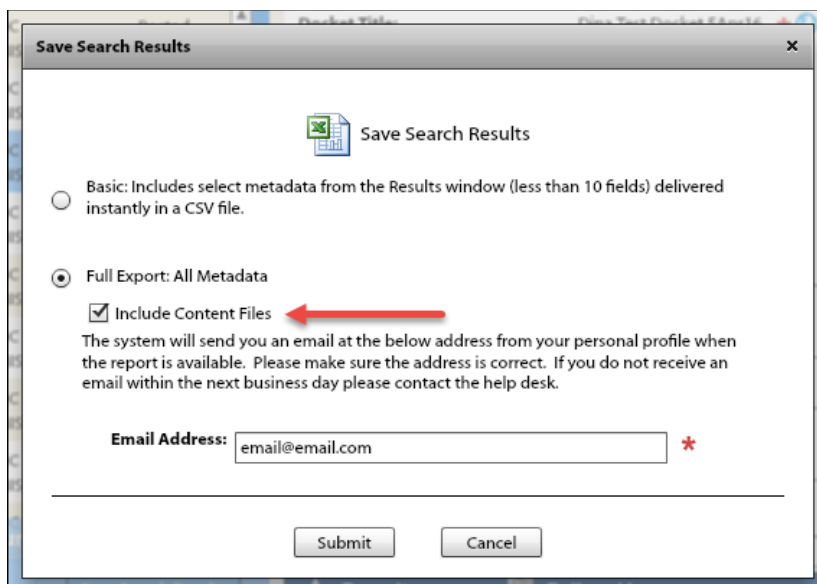 Docket Title:
Save Search Results
×
Save Search Results
Basic: Includes select metadata from the Results window (less than 10 fields) delivered
instantly in a CSV file.
Full Export: All Metadata
Include Content Files
The system will send you an email at the below address from your personal profile when
the report is available.  Please make sure the address is correct.  If you do not receive an
email within the next business day please contact the help desk.
Email Address: email@email.com *
Submit Cancel